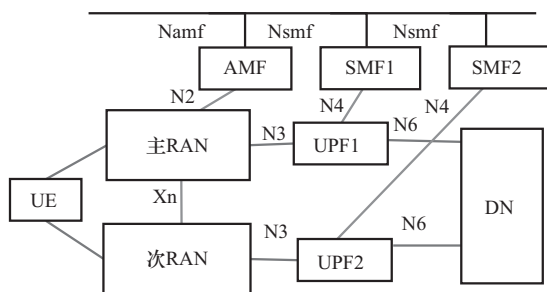 Namf Nsmf Nsmf
AMF SMF1 SMF2
N2 N4 N4
主RAN N3 UPF1 N6
UE Xn DN
次RAN N3 UPF2 N6